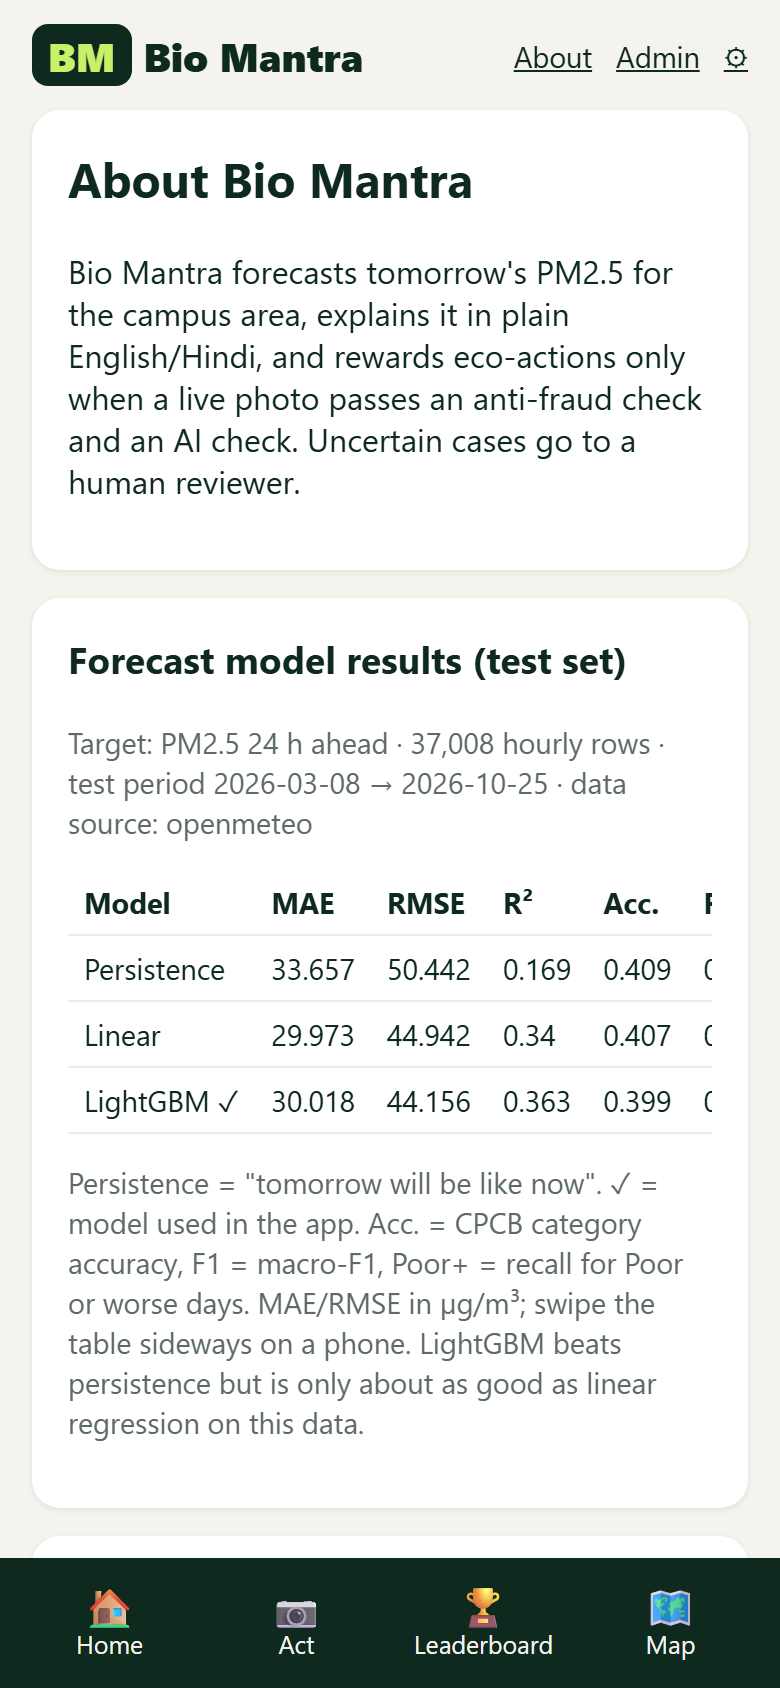 BM Bio Mantra About Admin ⚙
About Bio Mantra
Bio Mantra forecasts tomorrow's PM2.5 for
the campus area, explains it in plain
English/Hindi, and rewards eco-actions only
when a live photo passes an anti-fraud check
and an AI check. Uncertain cases go to a
human reviewer.
Forecast model results (test set)
Target: PM2.5 24 h ahead · 37,008 hourly rows ·
test period 2026-03-08 → 2026-10-25 · data
source: openmeteo
Model MAE RMSE R² Acc.
Persistence 33.657 50.442 0.169 0.409
Linear 29.973 44.942 0.34 0.407
LightGBM ✓ 30.018 44.156 0.363 0.399
Persistence = "tomorrow will be like now". ✓ =
model used in the app. Acc. = CPCB category
accuracy, F1 = macro-F1, Poor+ = recall for Poor
or worse days. MAE/RMSE in µg/m³; swipe the
table sideways on a phone. LightGBM beats
persistence but is only about as good as linear
regression on this data.
Home Act Leaderboard Map